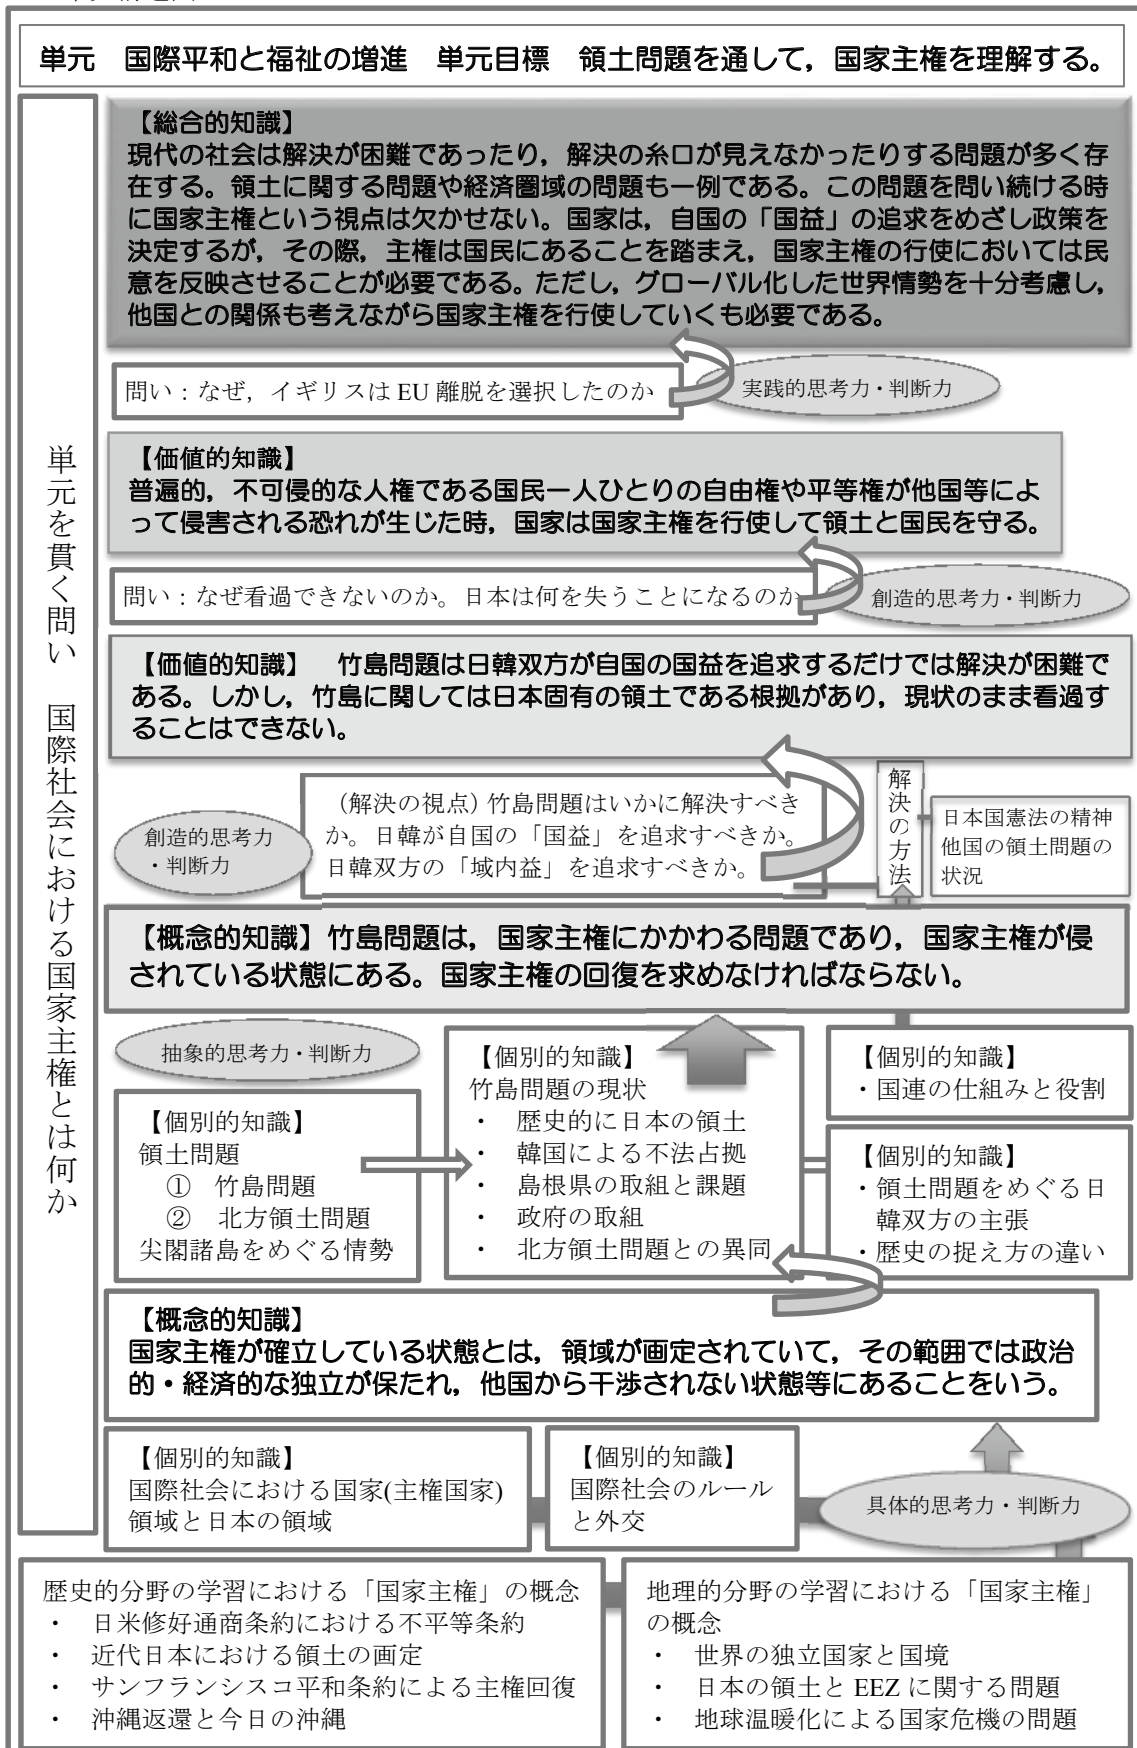 単元　国際平和と福祉の増進　単元目標　領土問題を通して，国家主権を理解する。
単元を貫く問い　国際社会における国家主権とは何か
【総合的知識】
現代の社会は解決が困難であったり，解決の糸口が見えなかったりする問題が多く存
在する。領土に関する問題や経済圏域の問題も一例である。この問題を問い続ける時
に国家主権という視点は欠かせない。国家は，自国の「国益」の追求をめざし政策を
決定するが，その際，主権は国民にあることを踏まえ，国家主権の行使においては民
意を反映させることが必要である。ただし，グローバル化した世界情勢を十分考慮し，
他国との関係も考えながら国家主権を行使していくも必要である。
問い：なぜ，イギリスは EU 離脱を選択したのか
実践的思考力・判断力
【価値的知識】
普遍的，不可侵的な人権である国民一人ひとりの自由権や平等権が他国等によ
って侵害される恐れが生じた時，国家は国家主権を行使して領土と国民を守る。
問い：なぜ看過できないのか。日本は何を失うことになるのか
創造的思考力・判断力
【価値的知識】　竹島問題は日韓双方が自国の国益を追求するだけでは解決が困難で
ある。しかし，竹島に関しては日本固有の領土である根拠があり，現状のまま看過す
ることはできない。
創造的思考力
・判断力
（解決の視点）竹島問題はいかに解決すべき
か。日韓が自国の「国益」を追求すべきか。
日韓双方の「域内益」を追求すべきか。
解決の方法
日本国憲法の精神
他国の領土問題の
状況
【概念的知識】竹島問題は，国家主権にかかわる問題であり，国家主権が侵
されている状態にある。国家主権の回復を求めなければならない。
抽象的思考力・判断力
【個別的知識】
領土問題
①　竹島問題
②　北方領土問題
尖閣諸島をめぐる情勢
【個別的知識】
竹島問題の現状
・　歴史的に日本の領土
・　韓国による不法占拠
・　島根県の取組と課題
・　政府の取組
・　北方領土問題との異同
【個別的知識】
・国連の仕組みと役割
【個別的知識】
・領土問題をめぐる日
韓双方の主張
・歴史の捉え方の違い
【概念的知識】
国家主権が確立している状態とは，領域が画定されていて，その範囲では政治
的・経済的な独立が保たれ，他国から干渉されない状態等にあることをいう。
【個別的知識】
国際社会における国家(主権国家)
領域と日本の領域
【個別的知識】
国際社会のルール
と外交
具体的思考力・判断力
歴史的分野の学習における「国家主権」の概念
・　日米修好通商条約における不平等条約
・　近代日本における領土の画定
・　サンフランシスコ平和条約による主権回復
・　沖縄返還と今日の沖縄
地理的分野の学習における「国家主権」
の概念
・　世界の独立国家と国境
・　日本の領土と EEZ に関する問題
・　地球温暖化による国家危機の問題